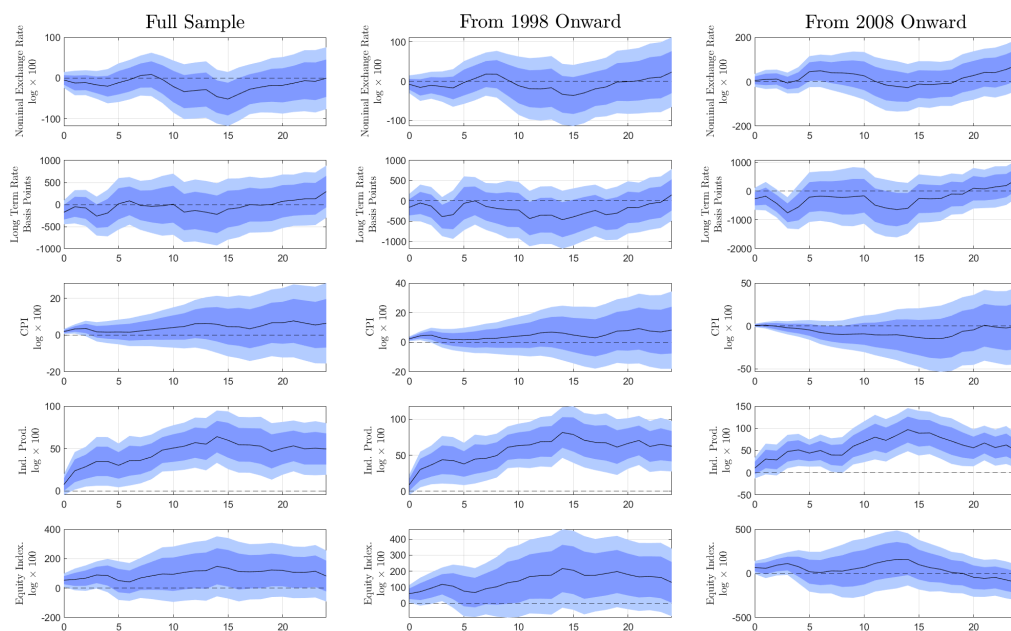 Full Sample
From 1998 Onward
From 2008 Onward
Nominal Exchange Rate
log × 100
100
0
-100
0 5 10 15 20
Nominal Exchange Rate
log × 100
100
0
-100
0 5 10 15 20
Nominal Exchange Rate
log × 100
200
0
-200
0 5 10 15 20
Long Term Rate
Basis Points
1000
500
0
-500
-1000
0 5 10 15 20
Long Term Rate
Basis Points
1000
500
0
-500
-1000
0 5 10 15 20
Long Term Rate
Basis Points
1000
0
-1000
-2000
0 5 10 15 20
CPI
log × 100
20
0
-20
0 5 10 15 20
CPI
log × 100
40
20
0
-20
0 5 10 15 20
CPI
log × 100
50
0
-50
0 5 10 15 20
Ind. Prod.
log × 100
100
50
0
0 5 10 15 20
Ind. Prod.
log × 100
100
50
0
0 5 10 15 20
Ind. Prod.
log × 100
150
100
50
0
-50
0 5 10 15 20
Equity Index.
log × 100
400
200
0
-200
0 5 10 15 20
Equity Index.
log × 100
400
300
200
100
0
0 5 10 15 20
Equity Index.
log × 100
500
0
-500
0 5 10 15 20